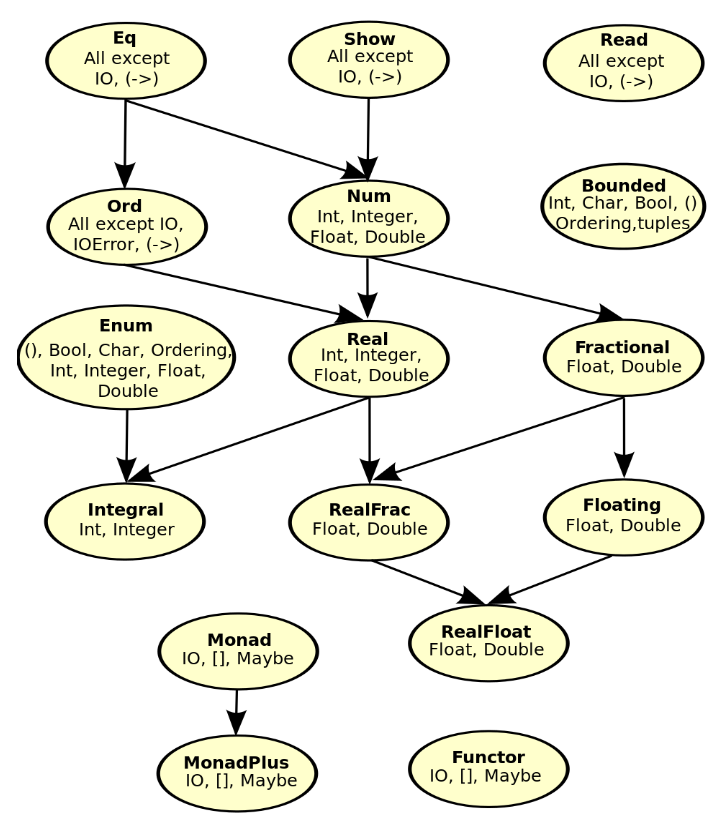 Eq
All except
IO, (->)
Show
All except
IO, (->)
Read
All except
IO, (->)
Ord
All except IO,
IOError, (->)
Num
Int, Integer,
Float, Double
Bounded
Int, Char, Bool, ()
Ordering,tuples
Enum
(), Bool, Char, Ordering,
Int, Integer, Float,
Double
Real
Int, Integer,
Float, Double
Fractional
Float, Double
Integral
Int, Integer
RealFrac
Float, Double
Floating
Float, Double
Monad
IO, [], Maybe
RealFloat
Float, Double
MonadPlus
IO, [], Maybe
Functor
IO, [], Maybe